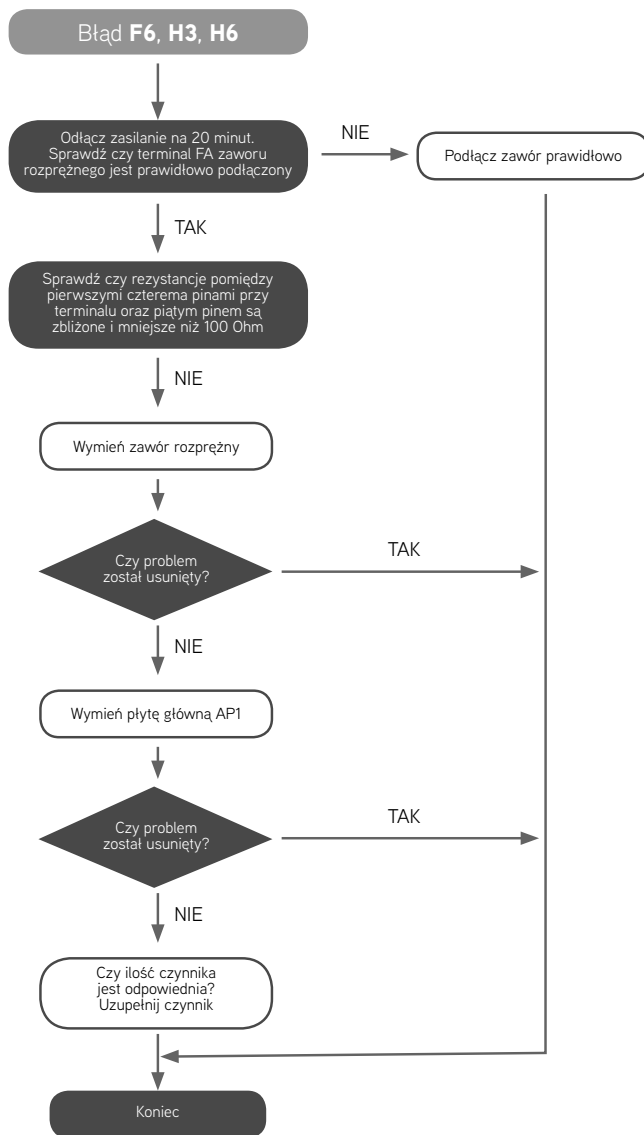 Błąd F6, H3, H6
Odłącz zasilanie na 20 minut.
Sprawdź czy terminal FA zaworu
rozprężnego jest prawidłowo podłączony
NIE
Podłącz zawór prawidłowo
TAK
Sprawdź czy rezystancje pomiędzy
pierwszymi czterema pinami przy
terminalu oraz piątym pinem są
zbliżone i mniejsze niż 100 Ohm
NIE
Wymień zawór rozprężny
Czy problem
został usunięty?
TAK
NIE
Wymień płytę główną AP1
Czy problem
został usunięty?
TAK
NIE
Czy ilość czynnika
jest odpowiednia?
Uzupełnij czynnik
Koniec